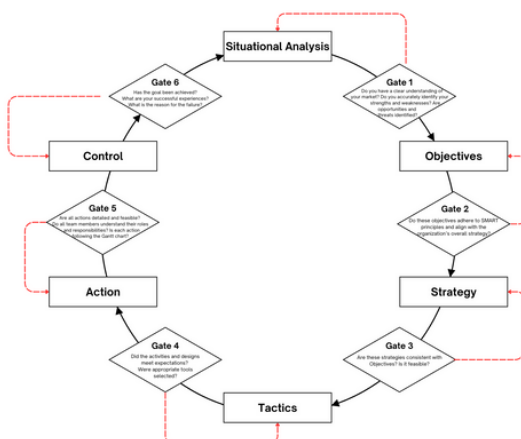 Situational Analysis
Gate 1
Do you have a clear understanding of
your market? Do you accurately identify your
strengths and weaknesses? Are
opportunities and
threats identified?
Objectives
Gate 2
Do these objectives adhere to SMART
principles and align with the
organization's overall strategy?
Strategy
Gate 3
Are these strategies consistent with
Objectives? Is it feasible?
Tactics
Gate 4
Did the activities and designs
meet expectations?
Were appropriate tools
selected?
Action
Gate 5
Are all actions detailed and feasible?
Do all team members understand their roles
and responsibilities? Is each action
following the Gantt chart?
Control
Gate 6
Has the goal been achieved?
What are your successful experiences?
What is the reason for the failure?